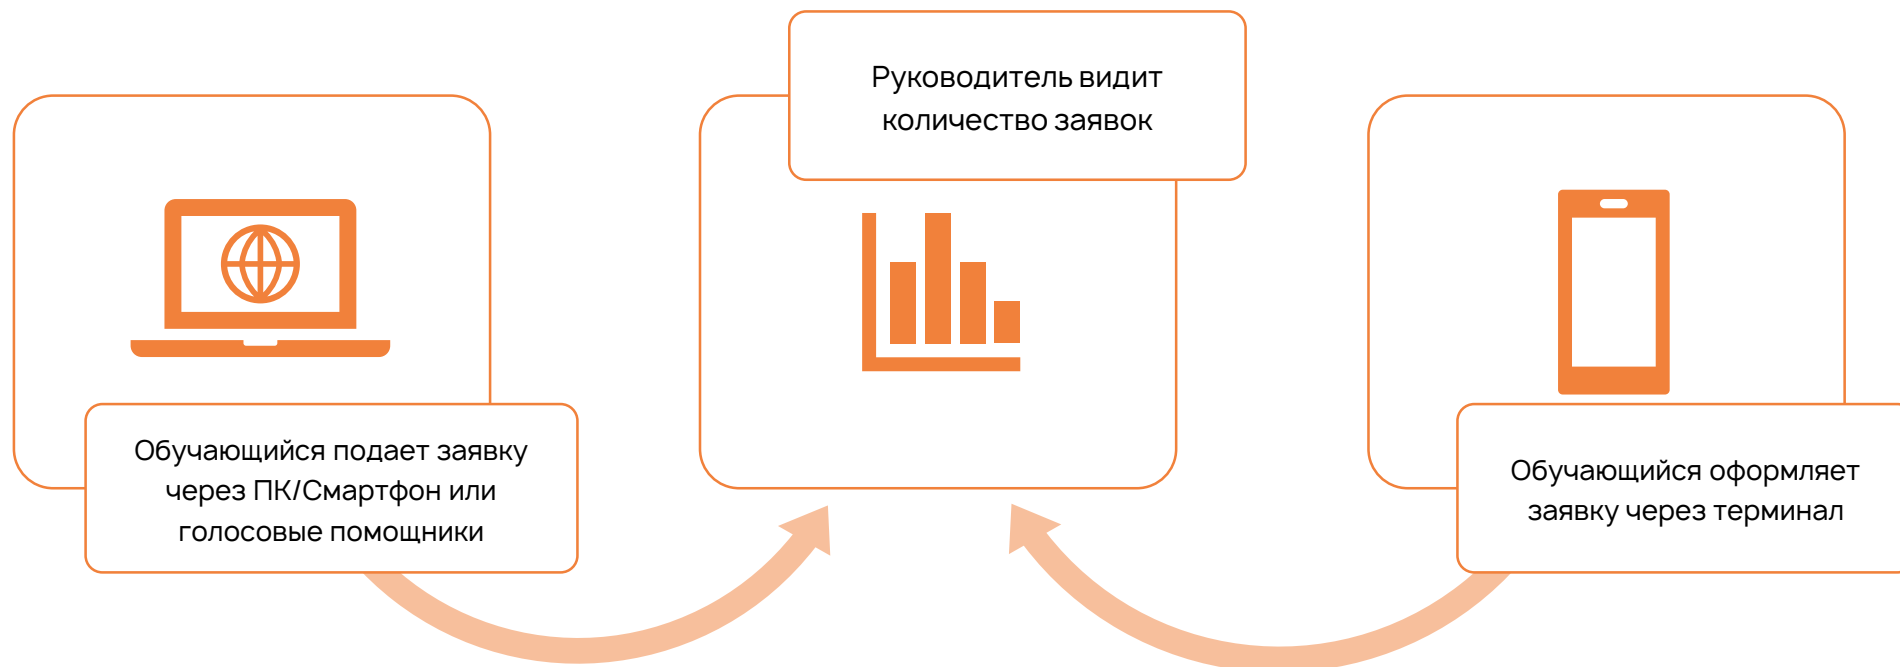 Руководитель видит
количество заявок
Обучающийся подает заявку
через ПК/Смартфон или
голосовые помощники
Обучающийся оформляет
заявку через терминал